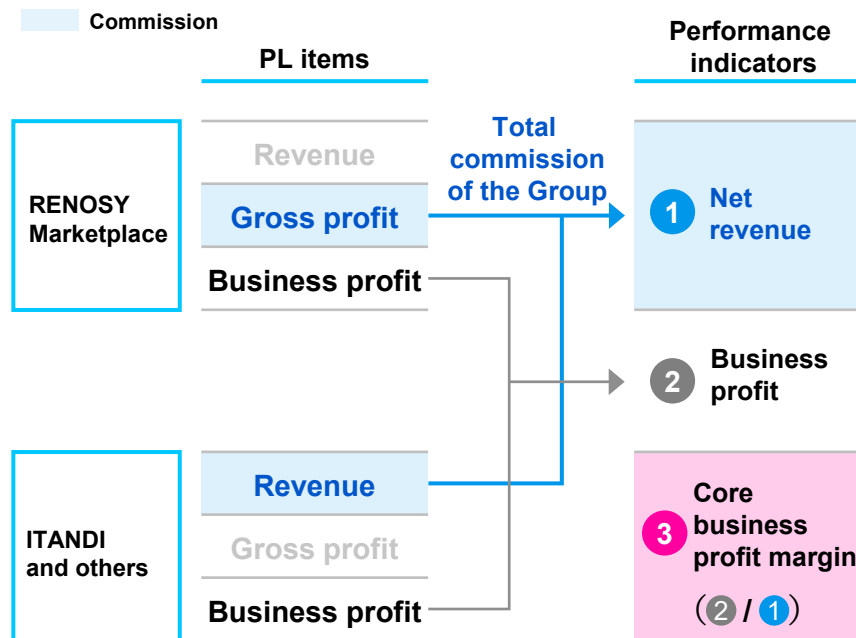 Commission
PL items
Performance
indicators
RENOSY
Marketplace
Revenue
Gross profit
Business profit
Total
commission
of the Group
1 Net
revenue
2 Business
profit
ITANDI
and others
Revenue
Gross profit
Business profit
3 Core
business
profit margin
(2 / 1)